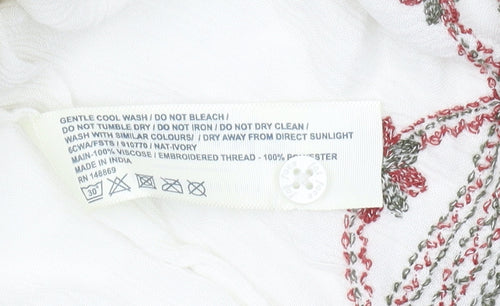 GENTLE COOL WASH / DO NOT BLEACH /
DO NOT TUMBLE DRY / DO NOT IRON / DO NOT DRY CLEAN /
WASH WITH SIMILAR COLOURS/ / DRY AWAY FROM DIRECT SUNLIGHT
6CWA/FSTS / 910770 / NAT-IVORY
MAIN-100% VISCOSE / EMBROIDERED THREAD - 100% POLYESTER
MADE IN INDIA
RN 148869
30°